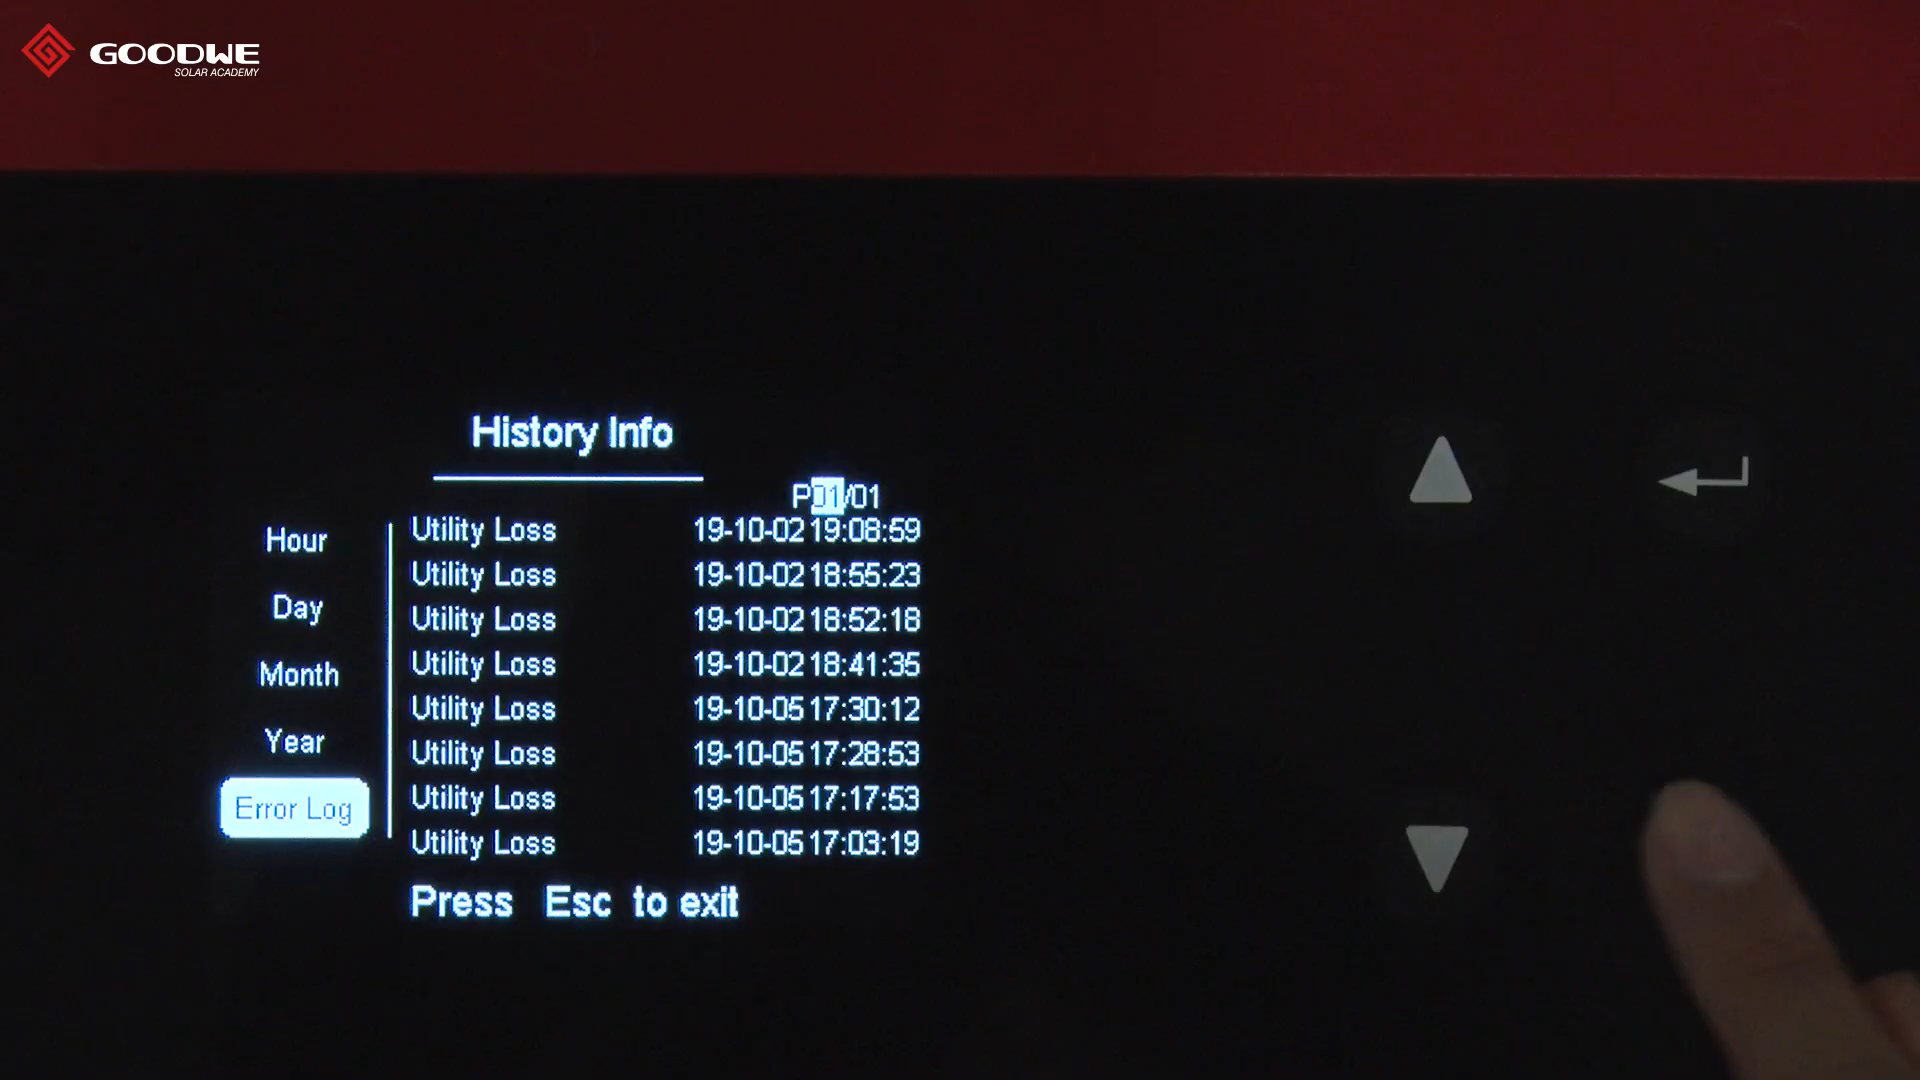 GOODWE
SOLAR ACADEMY
History Info
P01/01
Hour
Day
Month
Year
Error Log
Utility Loss 19-10-02 19:08:59
Utility Loss 19-10-02 18:55:23
Utility Loss 19-10-02 18:52:18
Utility Loss 19-10-02 18:41:35
Utility Loss 19-10-05 17:30:12
Utility Loss 19-10-05 17:28:53
Utility Loss 19-10-05 17:17:53
Utility Loss 19-10-05 17:03:19
Press Esc to exit